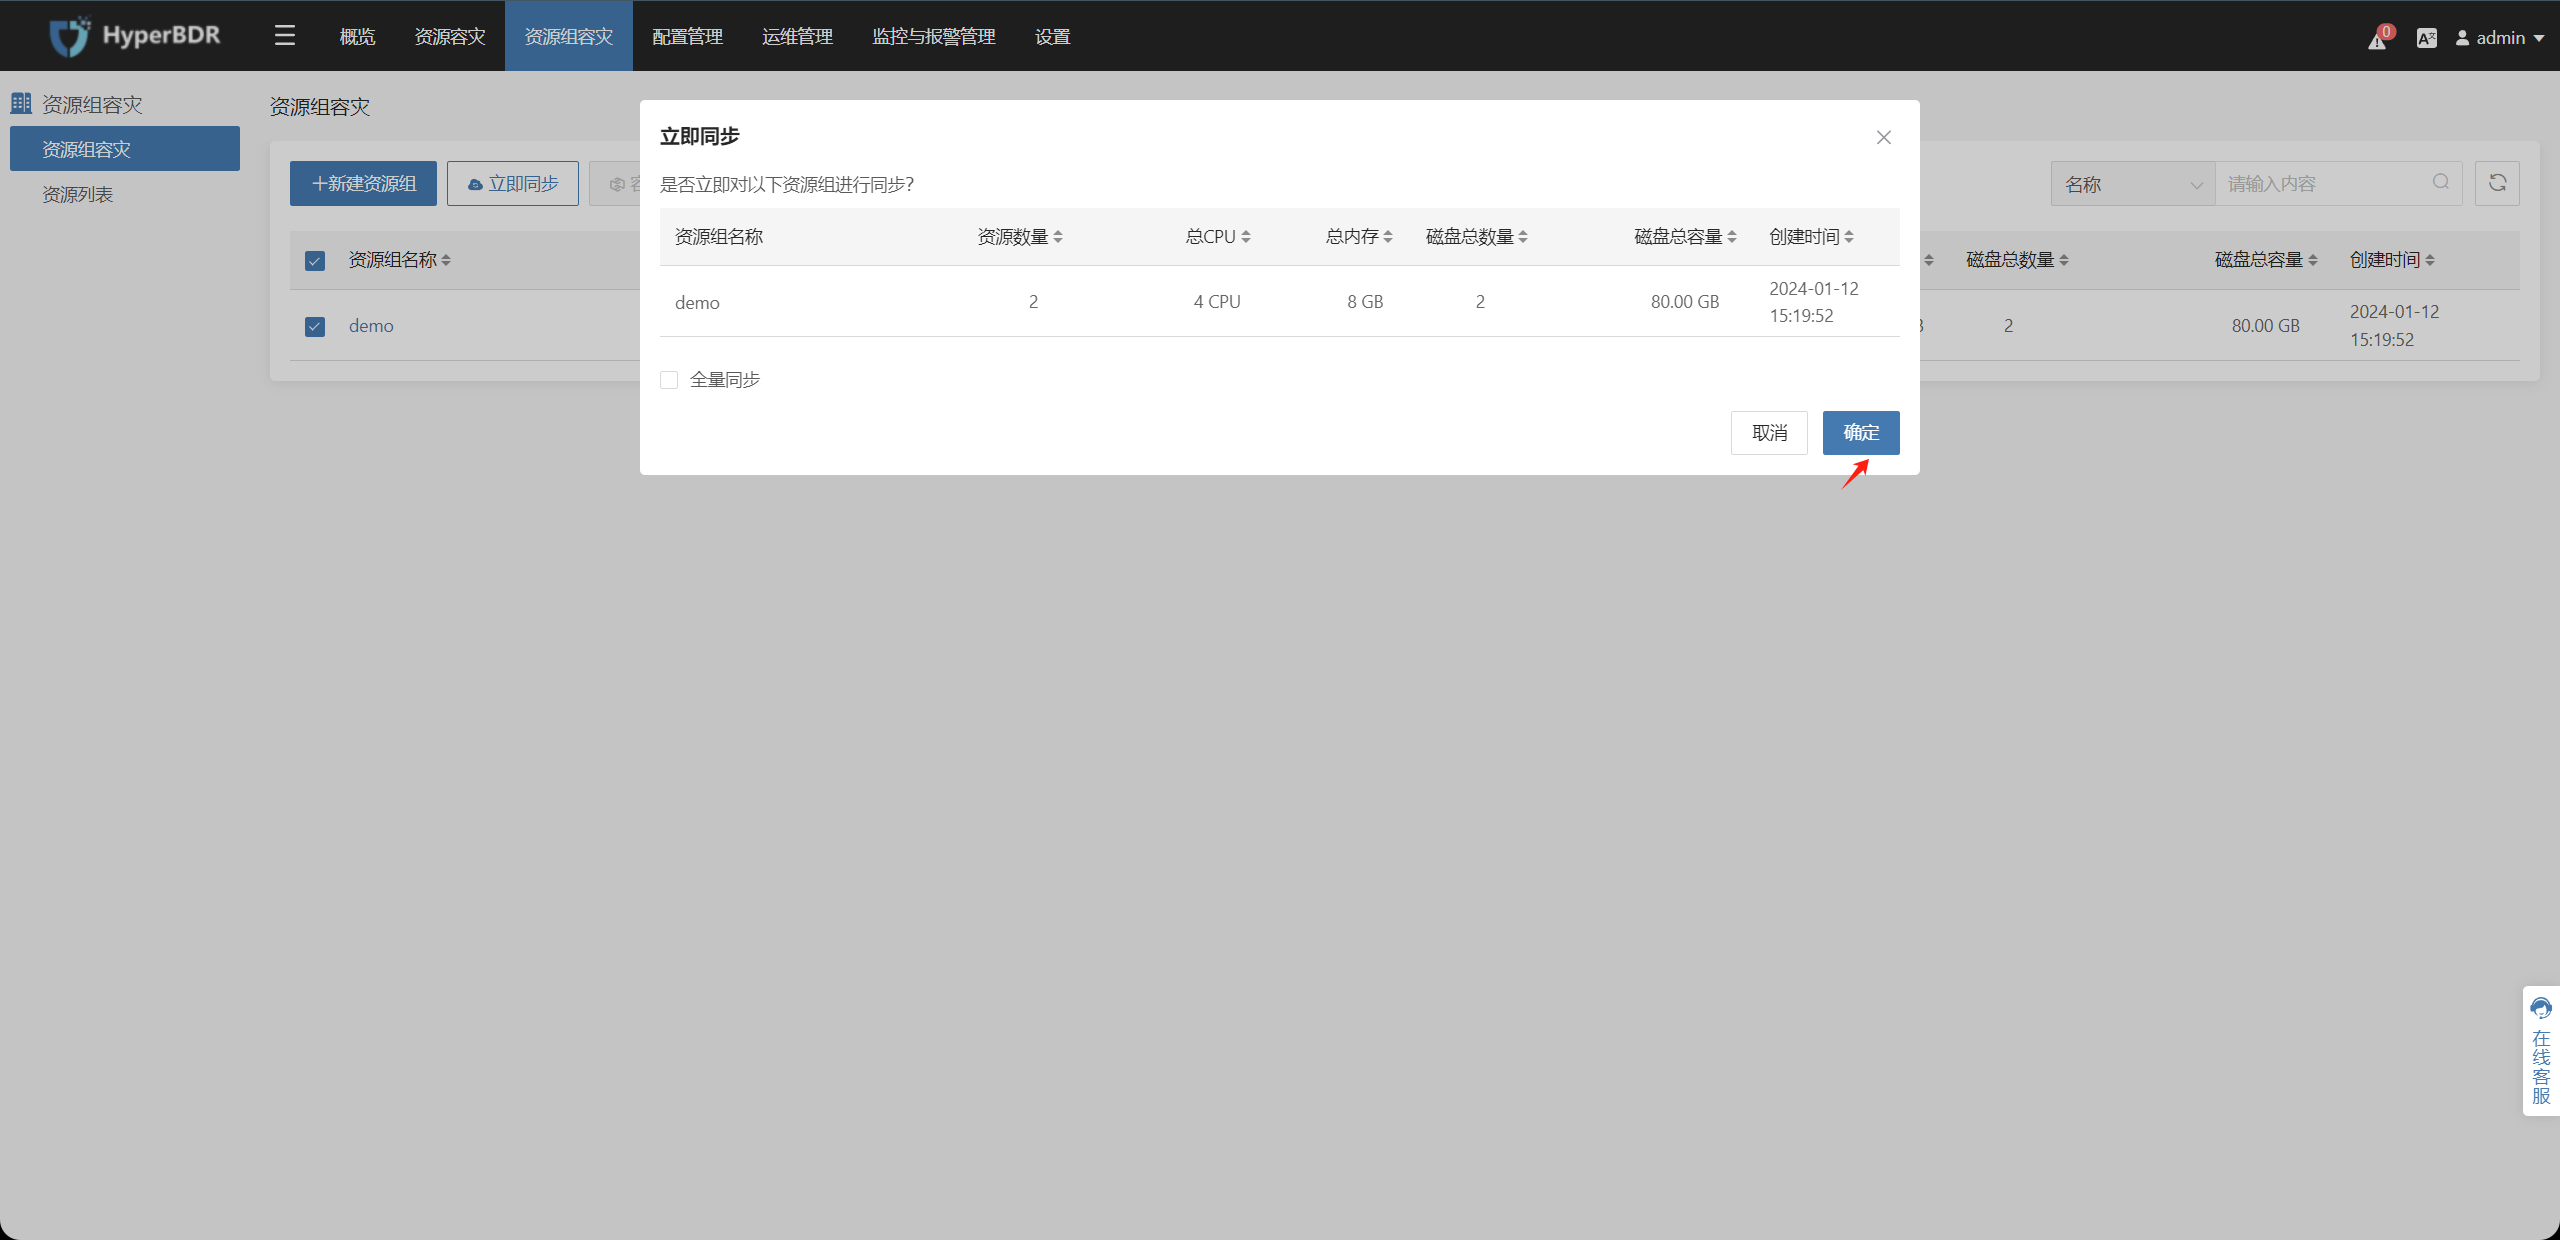 HyperBDR 概览 资源容灾 资源组容灾 配置管理 运维管理 监控与报警管理 设置 0 admin
资源组容灾
资源组容灾
资源列表
资源组容灾
+新建资源组 立即同步
名称 请输入内容
资源组名称 磁盘总数量 磁盘总容量 创建时间
demo 2 80.00 GB 2024-01-12
15:19:52
立即同步
是否立即对以下资源组进行同步?
资源组名称 资源数量 总CPU 总内存 磁盘总数量 磁盘总容量 创建时间
demo 2 4 CPU 8 GB 2 80.00 GB 2024-01-12
15:19:52
全量同步
取消 确定
在线客服